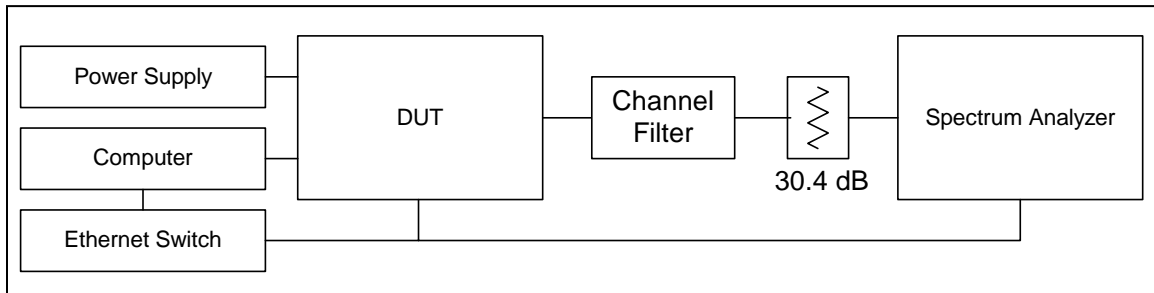 Power Supply
Computer
Ethernet Switch
DUT
Channel
Filter
30.4 dB
Spectrum Analyzer